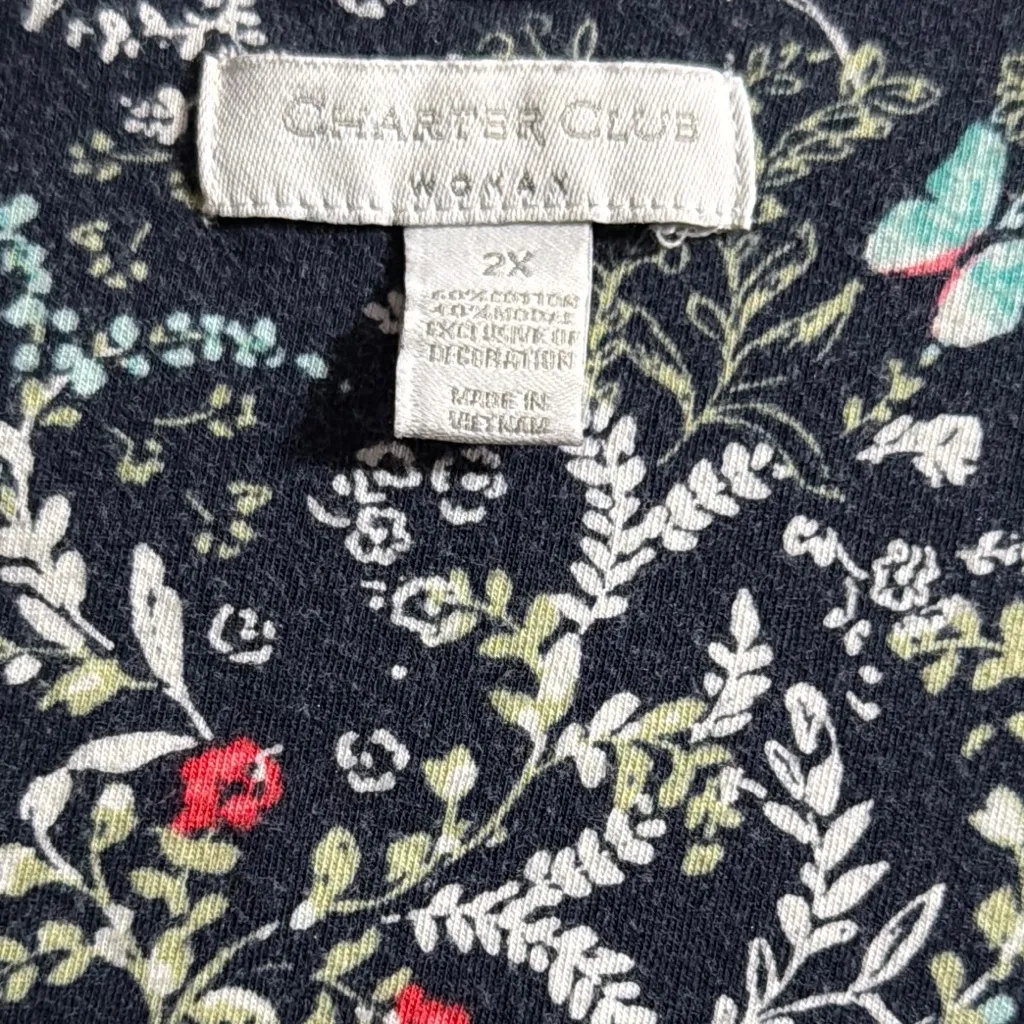 CHARTER CLUB
WOMAN
2X
60% COTTON
40% MODAL
EXCLUSIVE OF
DECORATION
MADE IN
VIETNAM